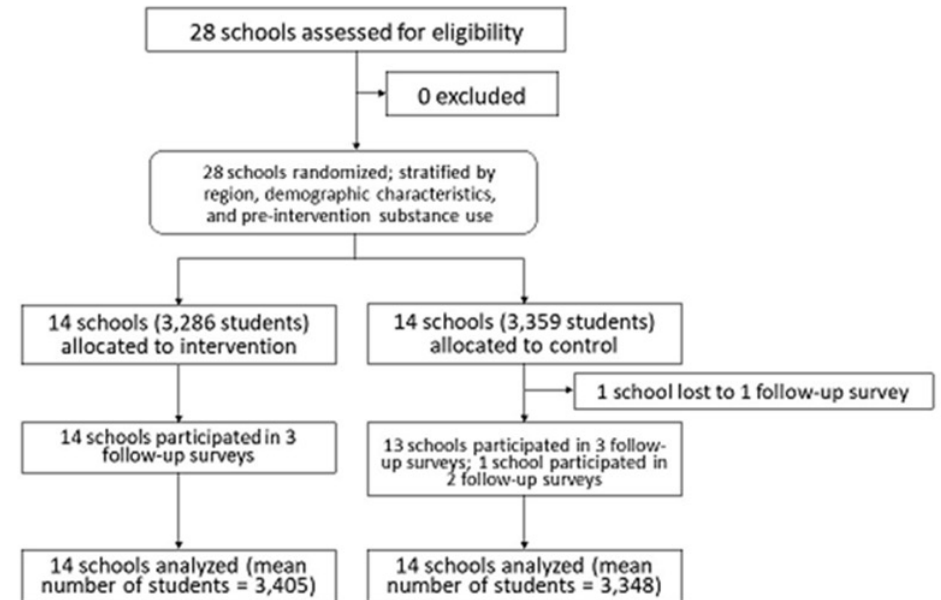 28 schools assessed for eligibility
0 excluded
28 schools randomized; stratified by
region, demographic characteristics,
and pre-intervention substance use
14 schools (3,286 students)
allocated to intervention
14 schools (3,359 students)
allocated to control
1 school lost to 1 follow-up survey
14 schools participated in 3
follow-up surveys
13 schools participated in 3 follow-
up surveys; 1 school participated in
2 follow-up surveys
14 schools analyzed (mean
number of students = 3,405)
14 schools analyzed (mean
number of students = 3,348)